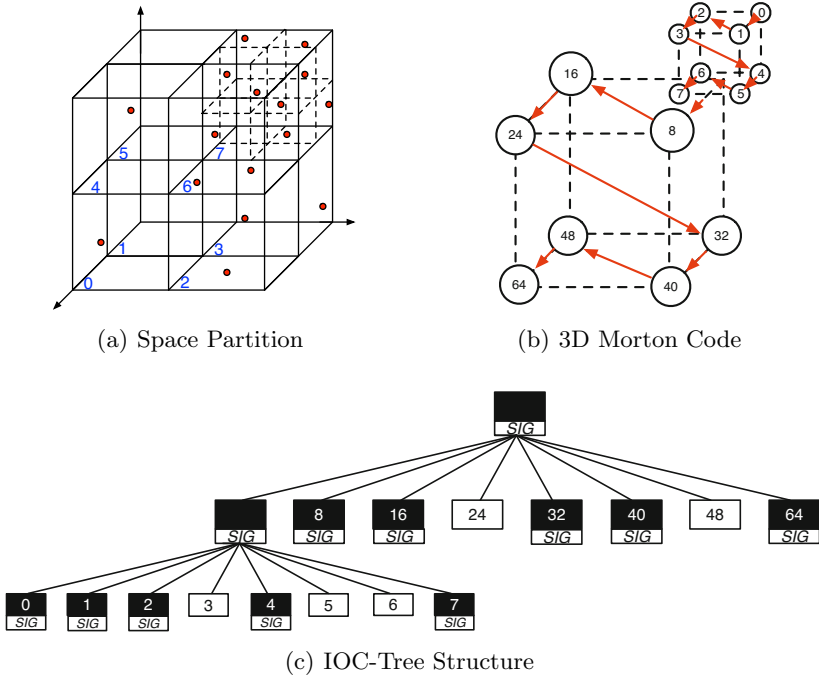 5
7
4
6
1
3
0
2
(a) Space Partition
2
0
3
1
6
4
7
5
16
24
8
48
32
64
40
(b) 3D Morton Code
SIG
8
16
24
32
40
48
64
SIG
SIG
SIG
SIG
SIG
SIG
0
1
2
3
4
5
6
7
SIG
SIG
SIG
SIG
SIG
(c) IOC-Tree Structure